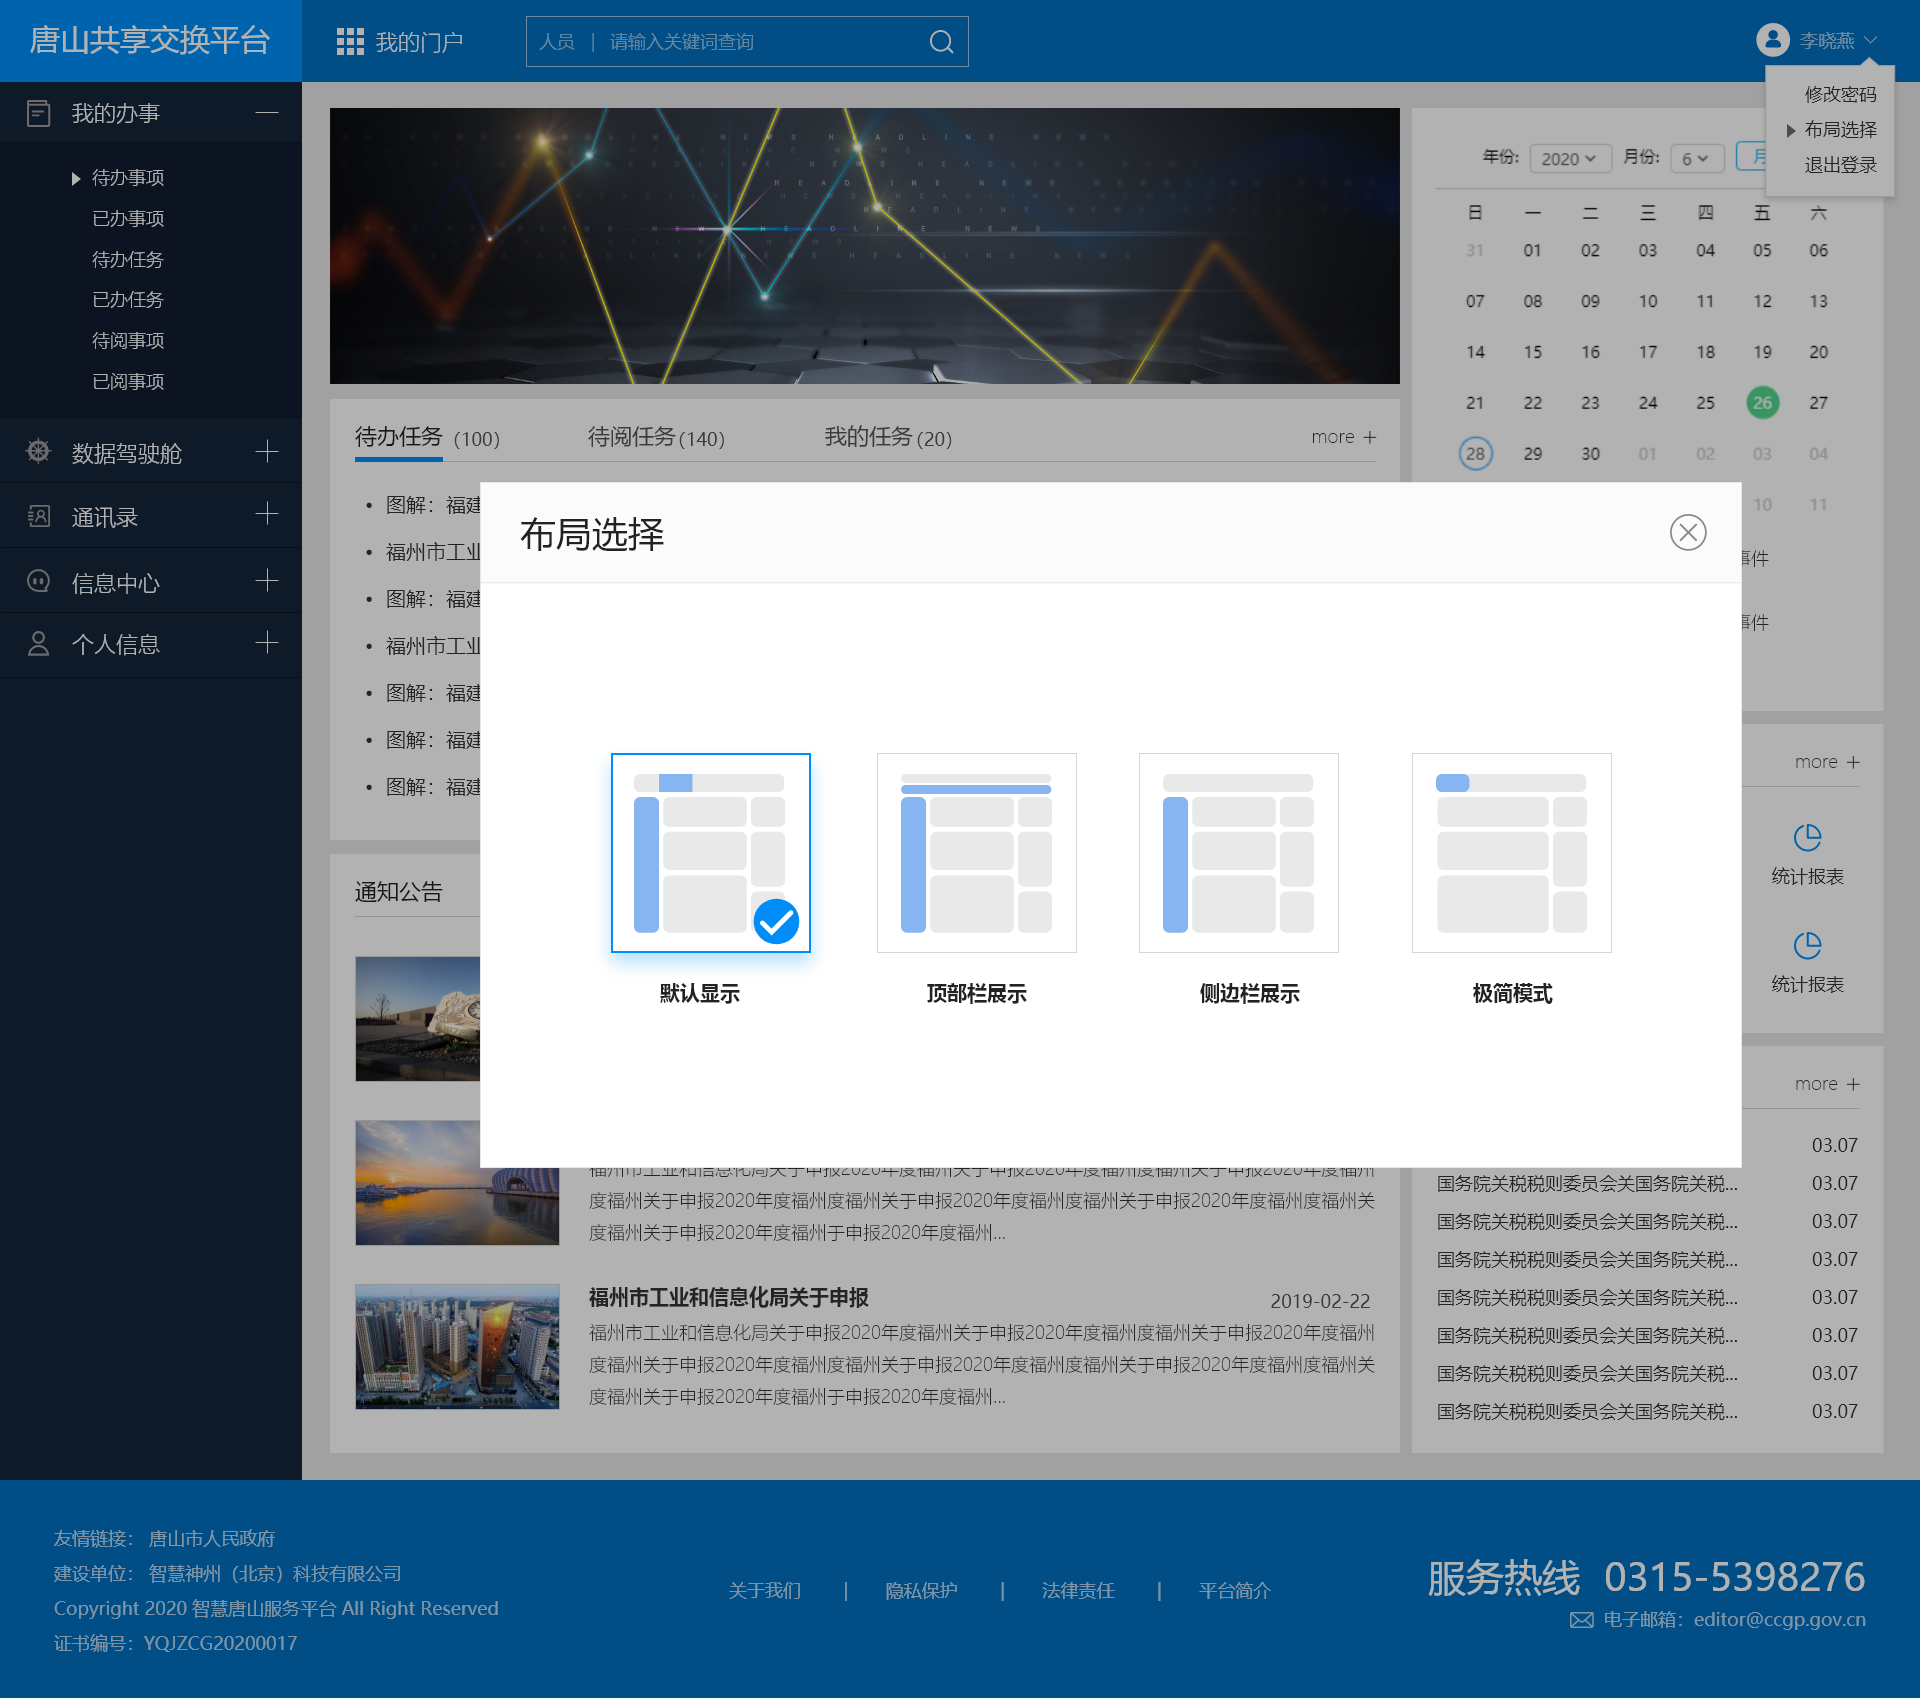 唐山共享交换平台
我的门户
人员 | 请输入关键词查询
李晓燕
修改密码
布局选择
退出登录
我的办事
待办事项
已办事项
待办任务
已办任务
待阅事项
已阅事项
数据驾驶舱
通讯录
信息中心
个人信息
年份: 2020 月份: 6 月
日 一 二 三 四 五 六
31 01 02 03 04 05 06
07 08 09 10 11 12 13
14 15 16 17 18 19 20
21 22 23 24 25 26 27
28 29 30 01 02 03 04
10 11
事件
事件
待办任务 (100) 待阅任务(140) 我的任务(20) more
• 图解：福建
• 福州市工业
• 图解：福建
• 福州市工业
• 图解：福建
• 图解：福建
• 图解：福建
布局选择
默认显示 顶部栏展示 侧边栏展示 极简模式
more
统计报表
统计报表
通知公告
福州市工业和信息化局关于申报2020年度福州关于申报2020年度福州度福州关于申报2020年度福州
度福州关于申报2020年度福州度福州关于申报2020年度福州度福州关于申报2020年度福州度福州关
度福州关于申报2020年度福州于申报2020年度福州...
福州市工业和信息化局关于申报 2019-02-22
福州市工业和信息化局关于申报2020年度福州关于申报2020年度福州度福州关于申报2020年度福州
度福州关于申报2020年度福州度福州关于申报2020年度福州度福州关于申报2020年度福州度福州关
度福州关于申报2020年度福州于申报2020年度福州...
more
03.07
国务院关税税则委员会关国务院关税... 03.07
国务院关税税则委员会关国务院关税... 03.07
国务院关税税则委员会关国务院关税... 03.07
国务院关税税则委员会关国务院关税... 03.07
国务院关税税则委员会关国务院关税... 03.07
国务院关税税则委员会关国务院关税... 03.07
国务院关税税则委员会关国务院关税... 03.07
友情链接： 唐山市人民政府
建设单位： 智慧神州（北京）科技有限公司
Copyright 2020 智慧唐山服务平台 All Right Reserved
证书编号：YQJZCG20200017
关于我们 | 隐私保护 | 法律责任 | 平台简介
服务热线 0315-5398276
电子邮箱：editor@ccgp.gov.cn